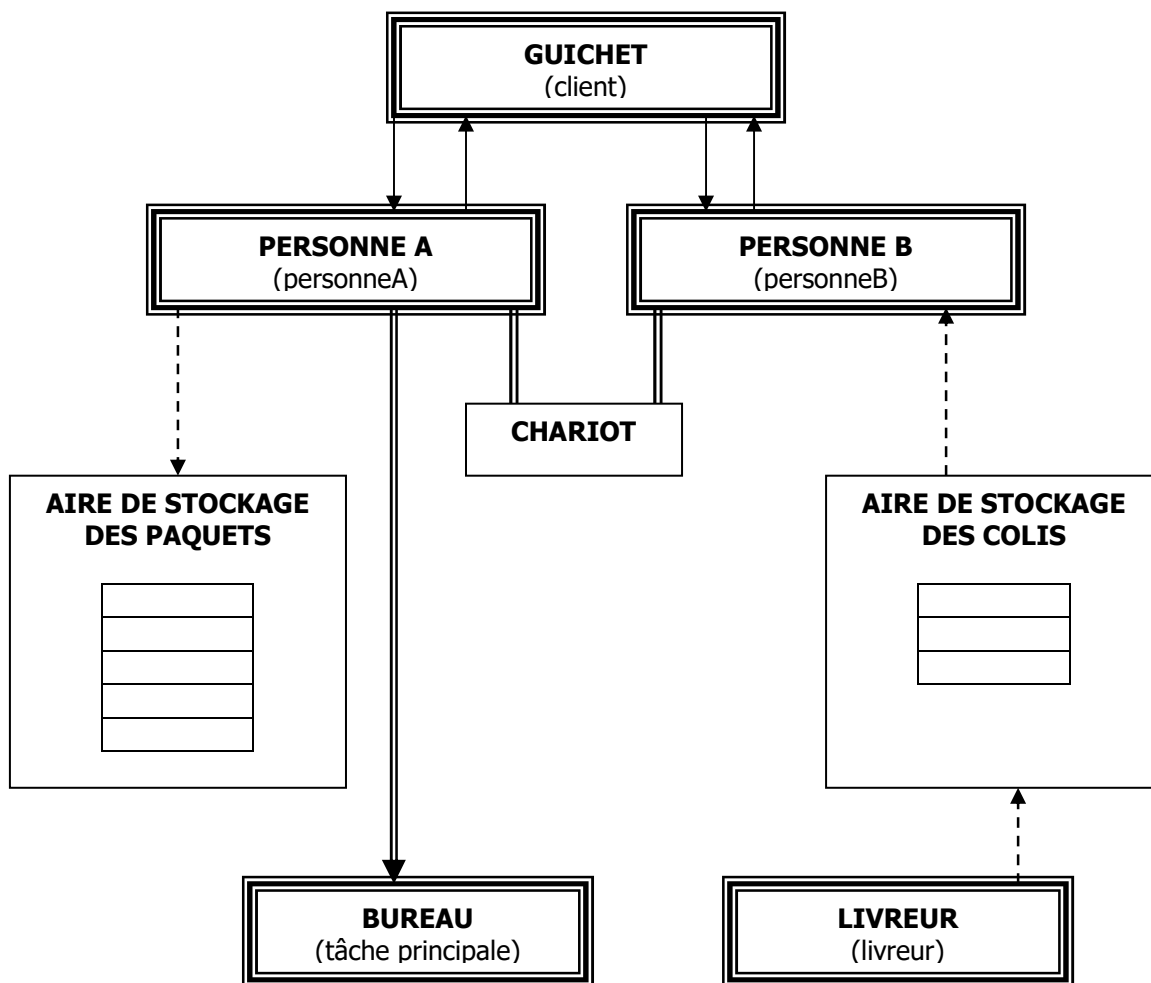 GUICHET
(client)
PERSONNE A
(personneA)
PERSONNE B
(personneB)
CHARIOT
AIRE DE STOCKAGE
DES PAQUETS
AIRE DE STOCKAGE
DES COLIS
BUREAU
(tâche principale)
LIVREUR
(livreur)